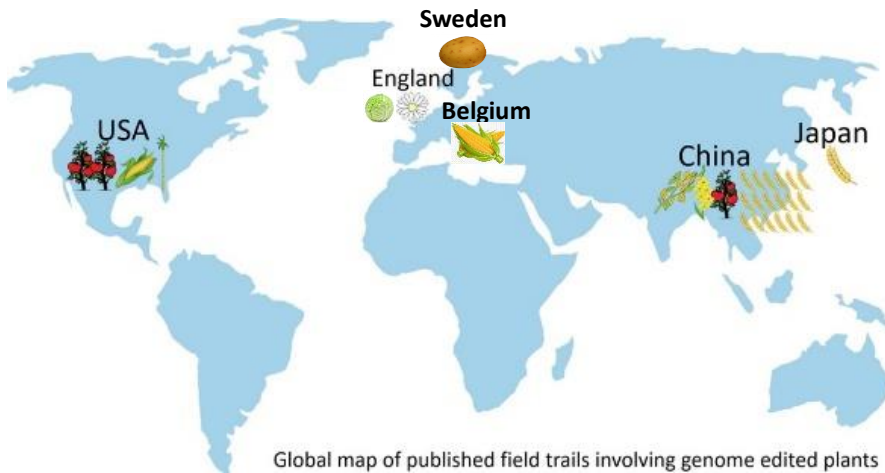 Sweden
England
Belgium
USA
China
Japan
Global map of published field trails involving genome edited plants